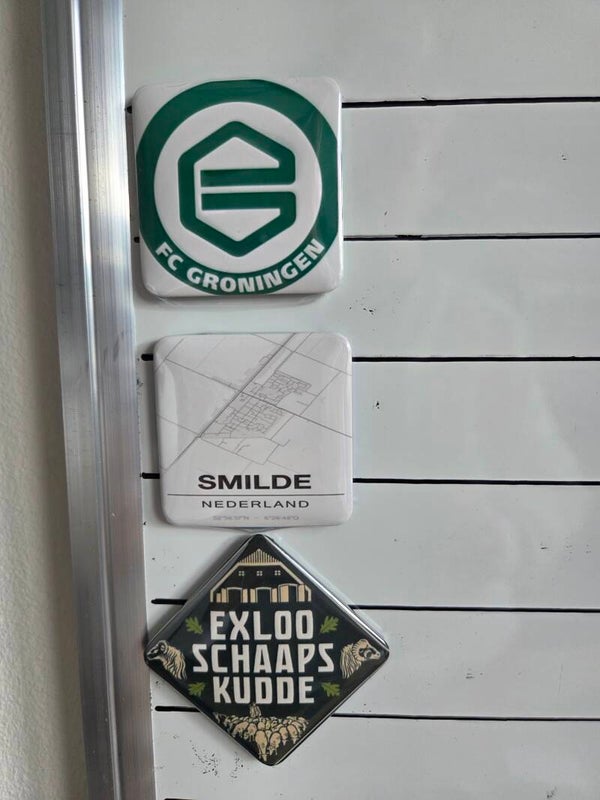 FC GRONINGEN
SMILDE
NEDERLAND
EXLOO
SCHAAPS
KUDDE